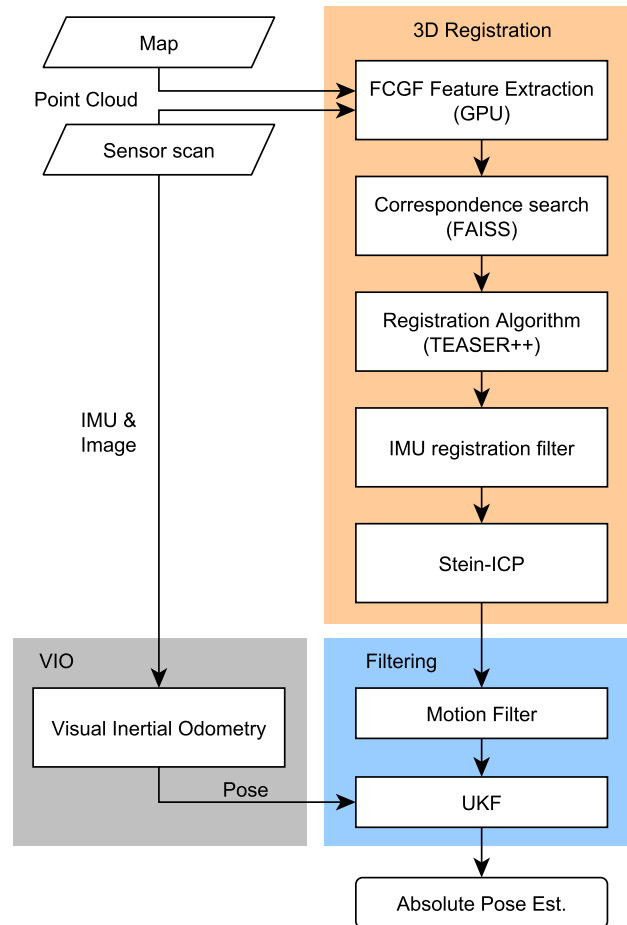 Map
3D Registration
Point Cloud
FCGF Feature Extraction
(GPU)
Sensor scan
Correspondence search
(FAISS)
Registration Algorithm
(TEASER++)
IMU &
Image
IMU registration filter
Stein-ICP
VIO
Filtering
Visual Inertial Odometry
Motion Filter
Pose
UKF
Absolute Pose Est.